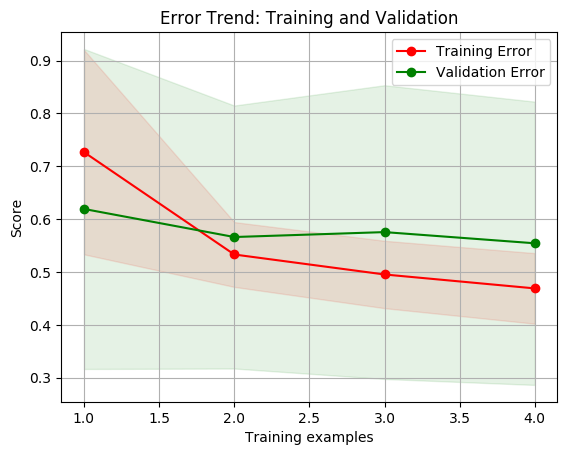 Error Trend: Training and Validation
Training Error
Validation Error
0.9
0.8
0.7
0.6
0.5
0.4
0.3
Score
1.0 1.5 2.0 2.5 3.0 3.5 4.0
Training examples